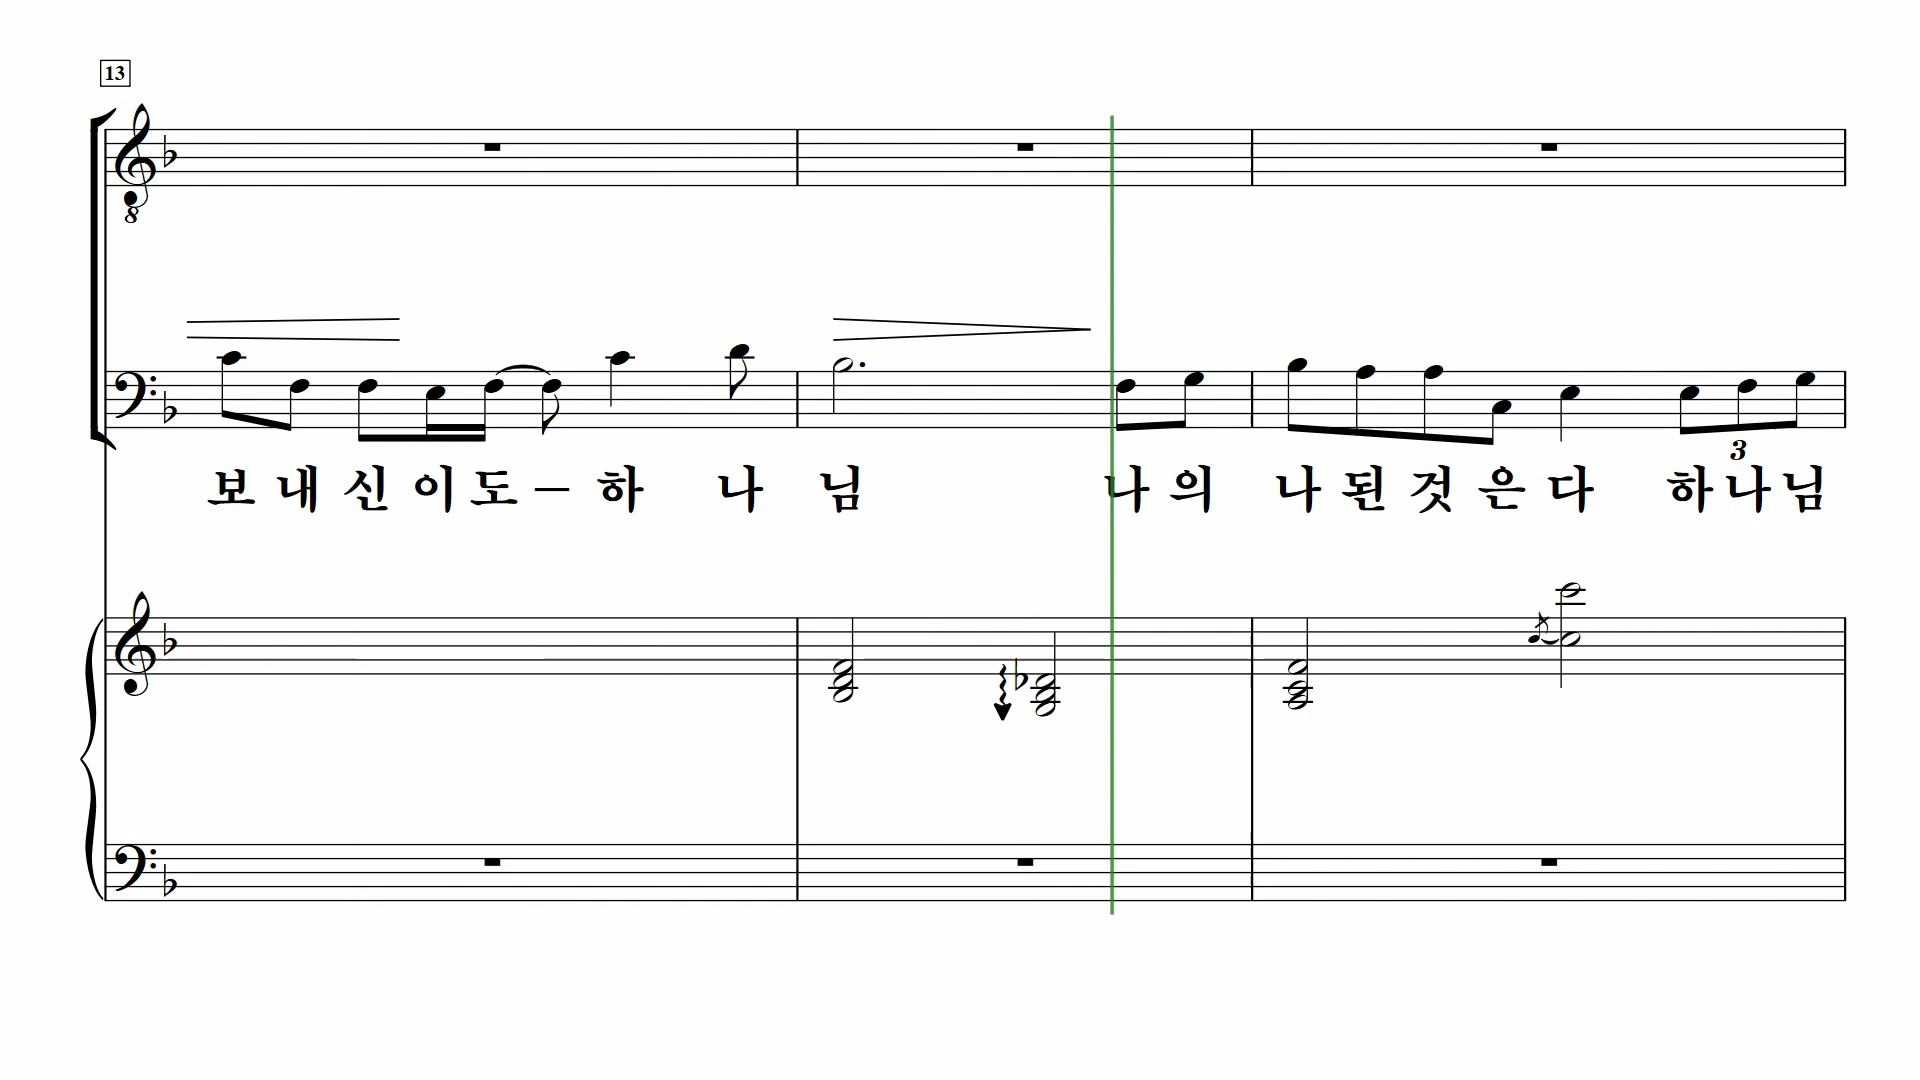 13
8
보 내 신 이 도 – 하 나 님 나 의 나 된 것 은 다 하 나 님
3